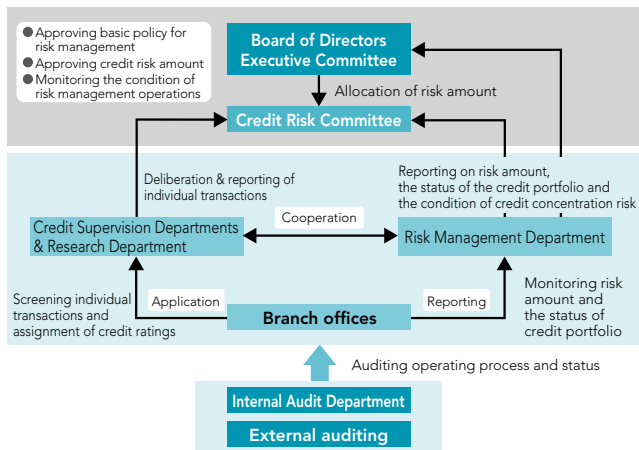 ●Approving basic policy for
risk management
●Approving credit risk amount
●Monitoring the condition of
risk management operations
Board of Directors
Executive Committee
Allocation of risk amount
Credit Risk Committee
Deliberation & reporting of
individual transactions
Reporting on risk amount,
the status of the credit portfolio and
the condition of credit concentration risk
Credit Supervision Departments
& Research Department
Cooperation
Risk Management Department
Screening individual
transactions and
assignment of credit ratings
Application
Branch offices
Reporting
Monitoring risk
amount and
the status of
credit portfolio
Auditing operating process and status
Internal Audit Department
External auditing